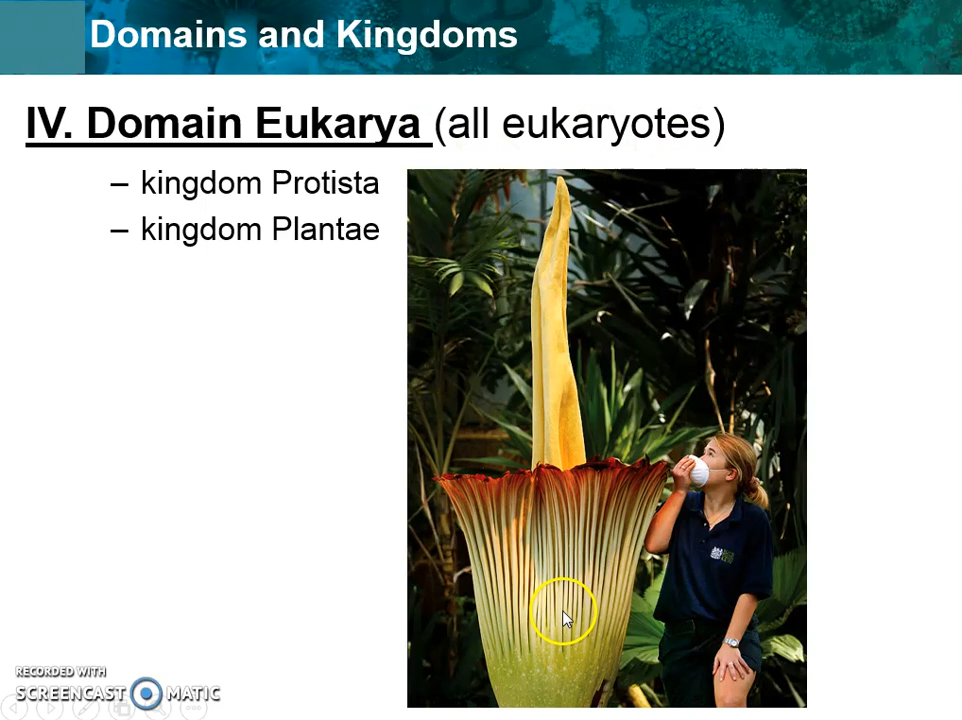 Domains and Kingdoms
IV. Domain Eukarya (all eukaryotes)
– kingdom Protista
– kingdom Plantae
RECORDED WITH
SCREENCAST MATIC